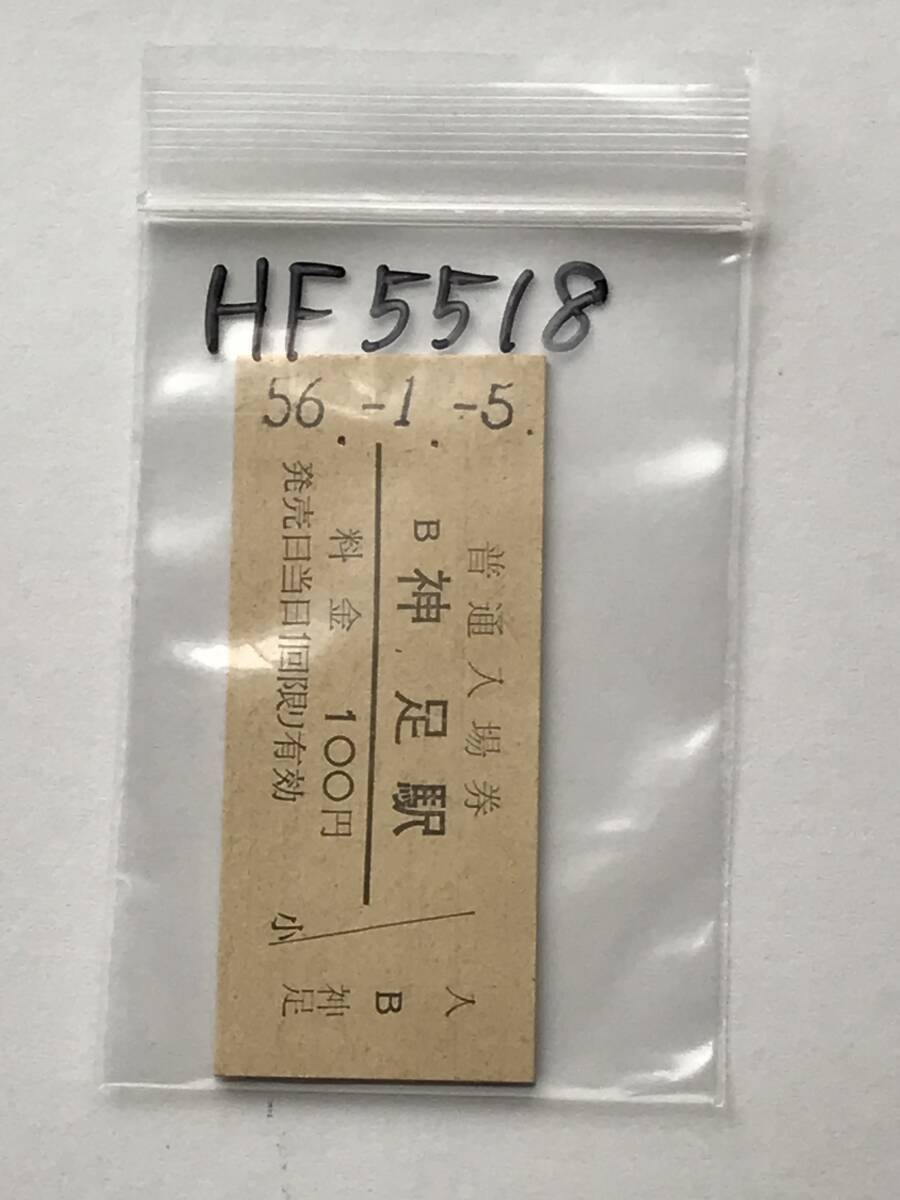 HF5518
56.-1.-5.
普通入場券
B神足駅
料金 100円
発売日当日1回限り有効
小
入
B
神足